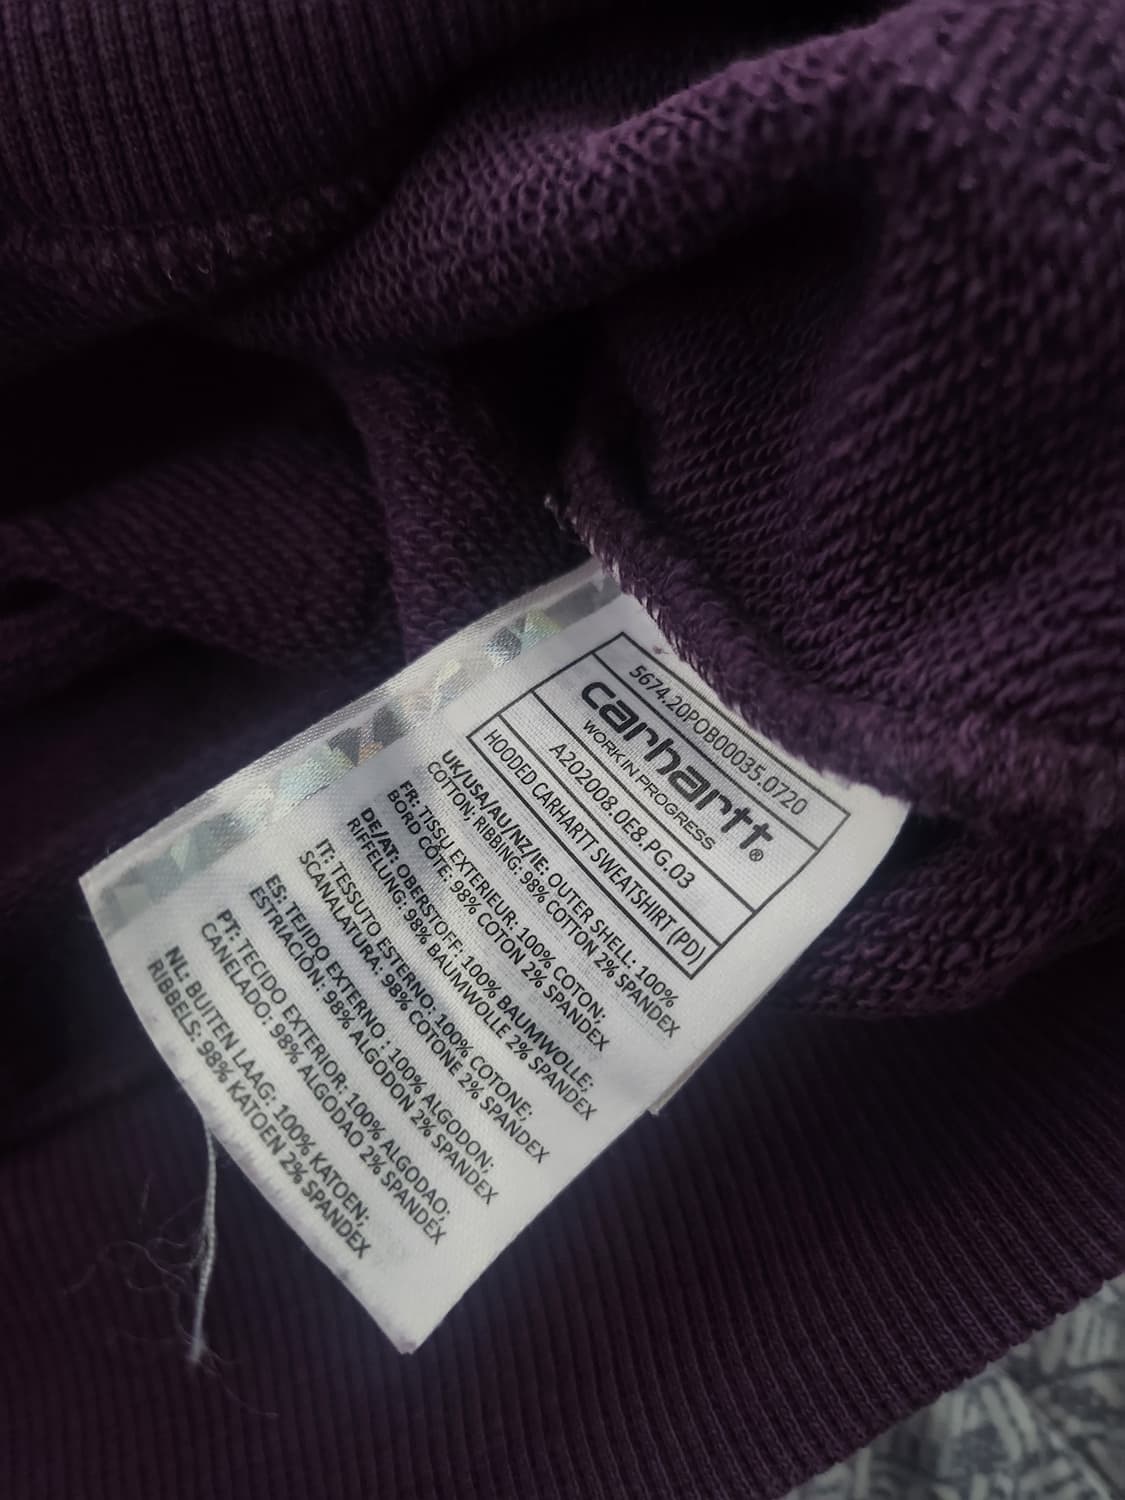 5674.20POB00035.0720
carhartt®
WORK IN PROGRESS
A202008.0E8.PG.03
HOODED CARHARTT SWEATSHIRT (PD)
UK/USA/AU/NZ/IE: OUTER SHELL: 100%
COTTON; RIBBING: 98% COTTON 2% SPANDEX
FR: TISSU EXTERIEUR: 100% COTON;
BORD CÔTE: 98% COTON 2% SPANDEX
DE/AT: OBERSTOFF: 100% BAUMWOLLE;
RIFFELUNG: 98% BAUMWOLLE 2% SPANDEX
IT: TESSUTO ESTERNO: 100% COTONE;
SCANALATURA: 98% COTONE 2% SPANDEX
ES: TEJIDO EXTERNO : 100% ALGODON;
ESTRIACIÓN: 98% ALGODON 2% SPANDEX
PT: TECIDO EXTERIOR: 100% ALGODAO;
CANELADO: 98% ALGODAO 2% SPANDEX
NL: BUITEN LAAG: 100% KATOEN;
RIBBELS: 98% KATOEN 2% SPANDEX